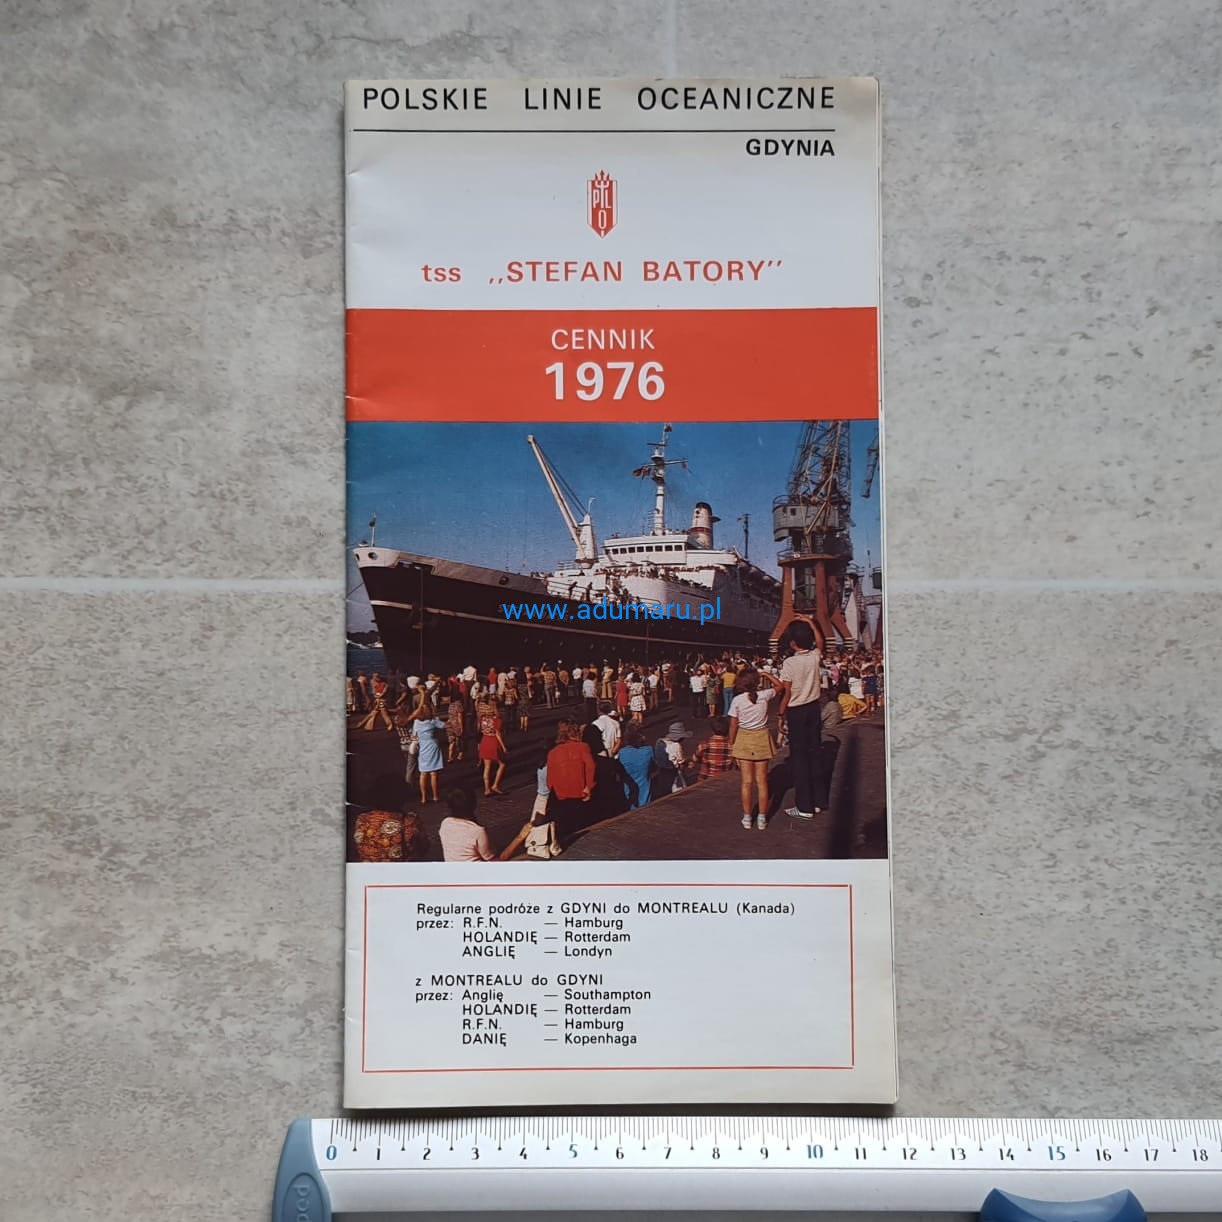 POLSKIE LINIE OCEANICZNE
GDYNIA
PLO
tss „STEFAN BATORY”
CENNIK
1976
www.adumaru.pl
Regularne podróże z GDYNI do MONTREALU (Kanada)
przez: R.F.N. — Hamburg
HOLANDIĘ — Rotterdam
ANGLIĘ — Londyn
z MONTREALU do GDYNI
przez: Anglię — Southampton
HOLANDIĘ — Rotterdam
R.F.N. — Hamburg
DANIĘ — Kopenhaga
0 1 2 3 4 5 6 7 8 9 10 11 12 13 14 15 16 17 18